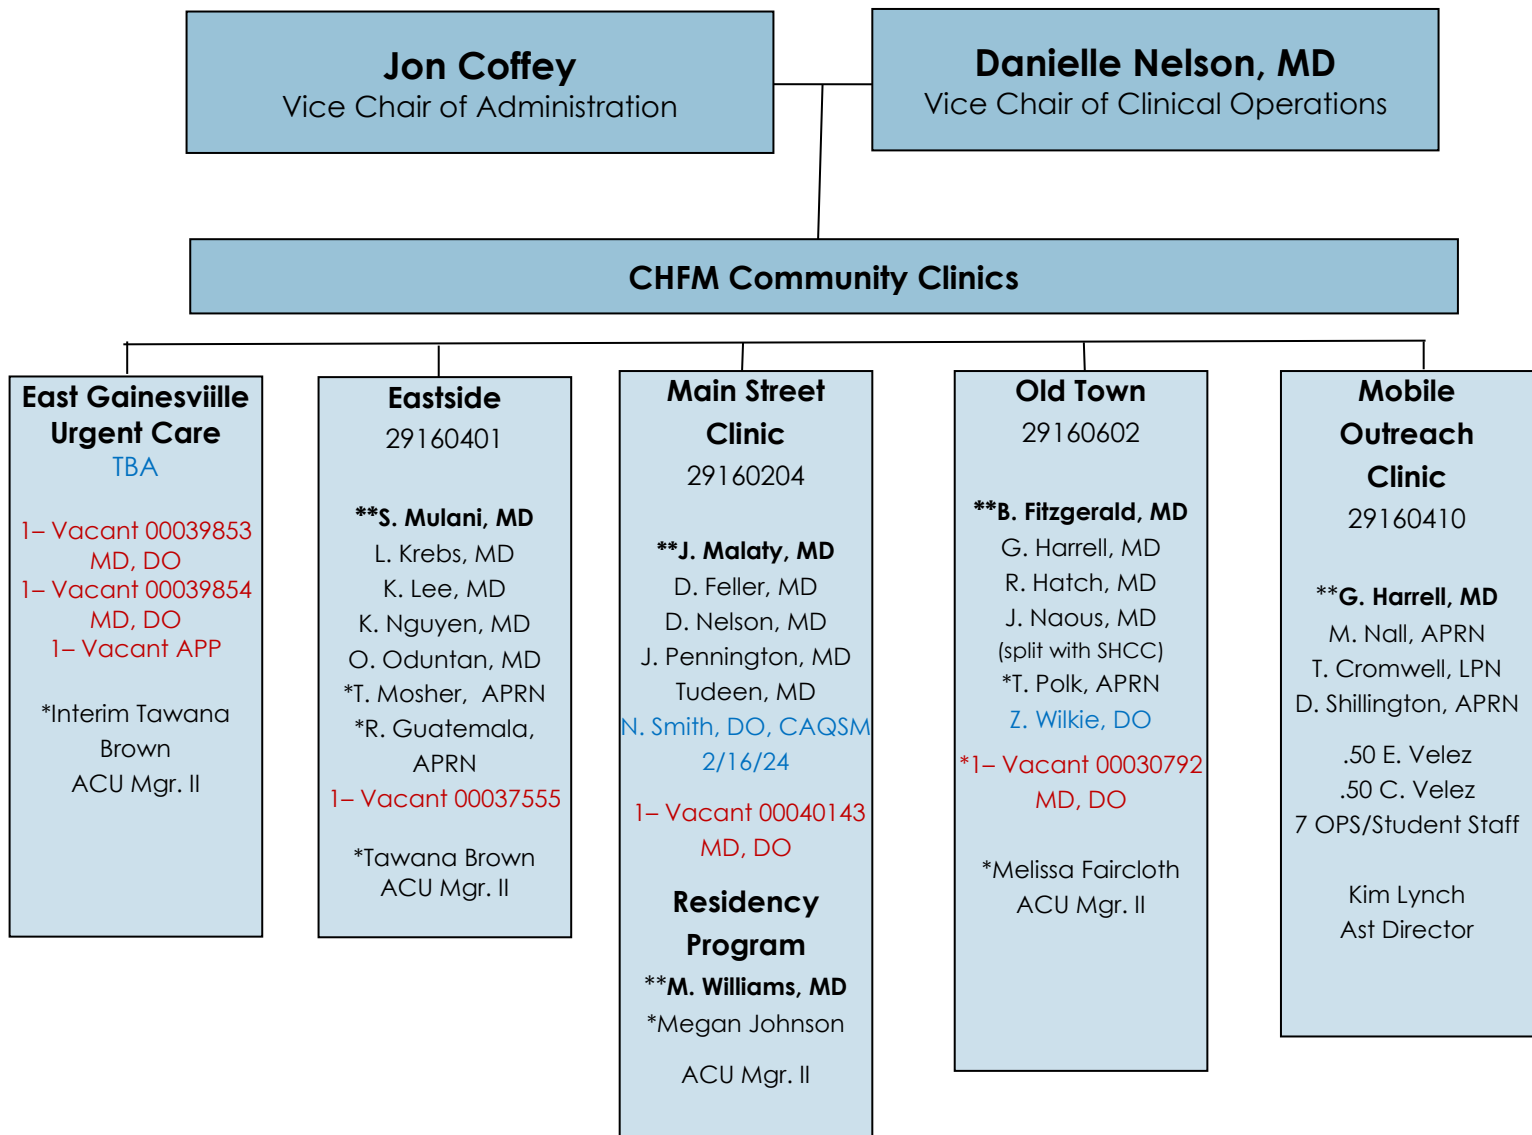 Jon Coffey
Vice Chair of Administration
Danielle Nelson, MD
Vice Chair of Clinical Operations
CHFM Community Clinics
East Gainesviille
Urgent Care
TBA
1– Vacant 00039853
MD, DO
1– Vacant 00039854
MD, DO
1– Vacant APP
*Interim Tawana
Brown
ACU Mgr. II
Eastside
29160401
**S. Mulani, MD
L. Krebs, MD
K. Lee, MD
K. Nguyen, MD
O. Oduntan, MD
*T. Mosher, APRN
*R. Guatemala,
APRN
1– Vacant 00037555
*Tawana Brown
ACU Mgr. II
Main Street
Clinic
29160204
**J. Malaty, MD
D. Feller, MD
D. Nelson, MD
J. Pennington, MD
Tudeen, MD
N. Smith, DO, CAQSM
2/16/24
1– Vacant 00040143
MD, DO
Residency
Program
**M. Williams, MD
*Megan Johnson
ACU Mgr. II
Old Town
29160602
**B. Fitzgerald, MD
G. Harrell, MD
R. Hatch, MD
J. Naous, MD
(split with SHCC)
*T. Polk, APRN
Z. Wilkie, DO
*1– Vacant 00030792
MD, DO
*Melissa Faircloth
ACU Mgr. II
Mobile
Outreach
Clinic
29160410
**G. Harrell, MD
M. Nall, APRN
T. Cromwell, LPN
D. Shillington, APRN
.50 E. Velez
.50 C. Velez
7 OPS/Student Staff
Kim Lynch
Ast Director